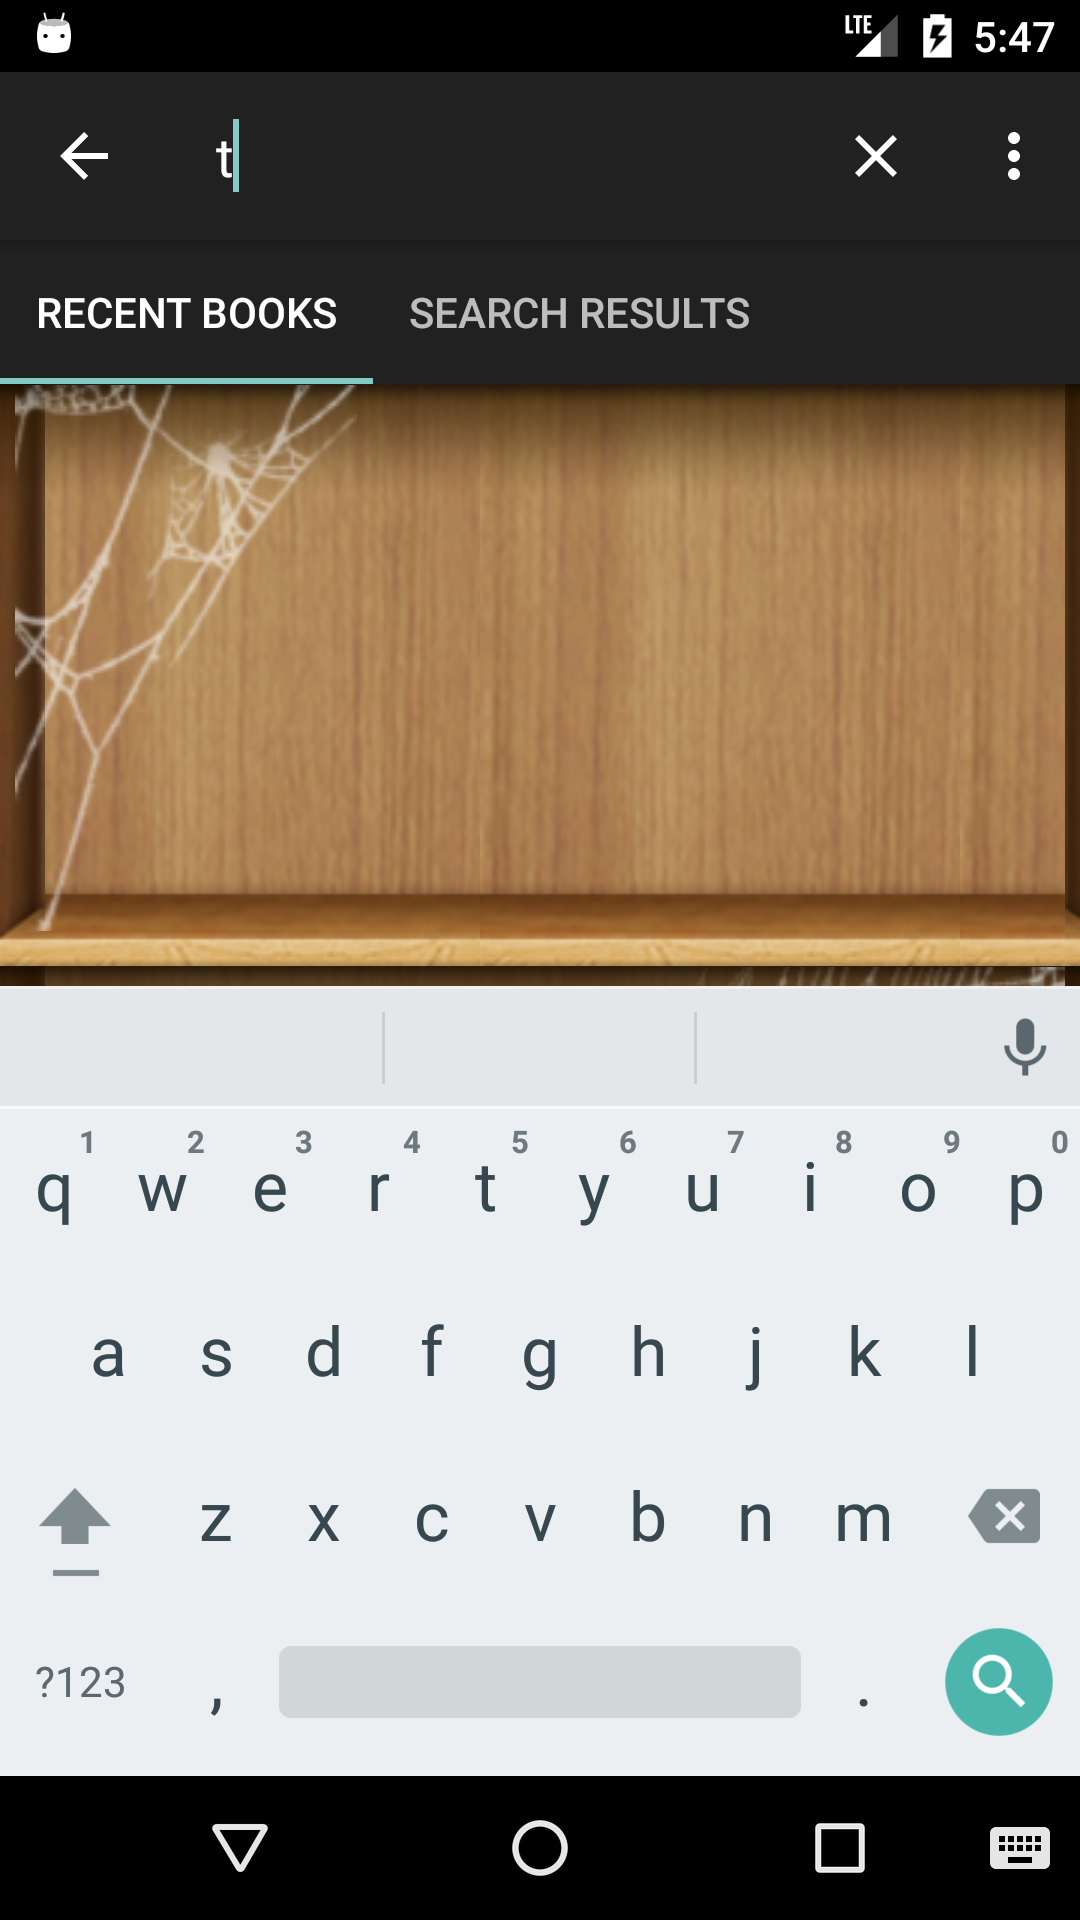 LTE 5:47
t
RECENT BOOKS SEARCH RESULTS
1 2 3 4 5 6 7 8 9 0
q w e r t y u i o p
a s d f g h j k l
z x c v b n m
?123 , .